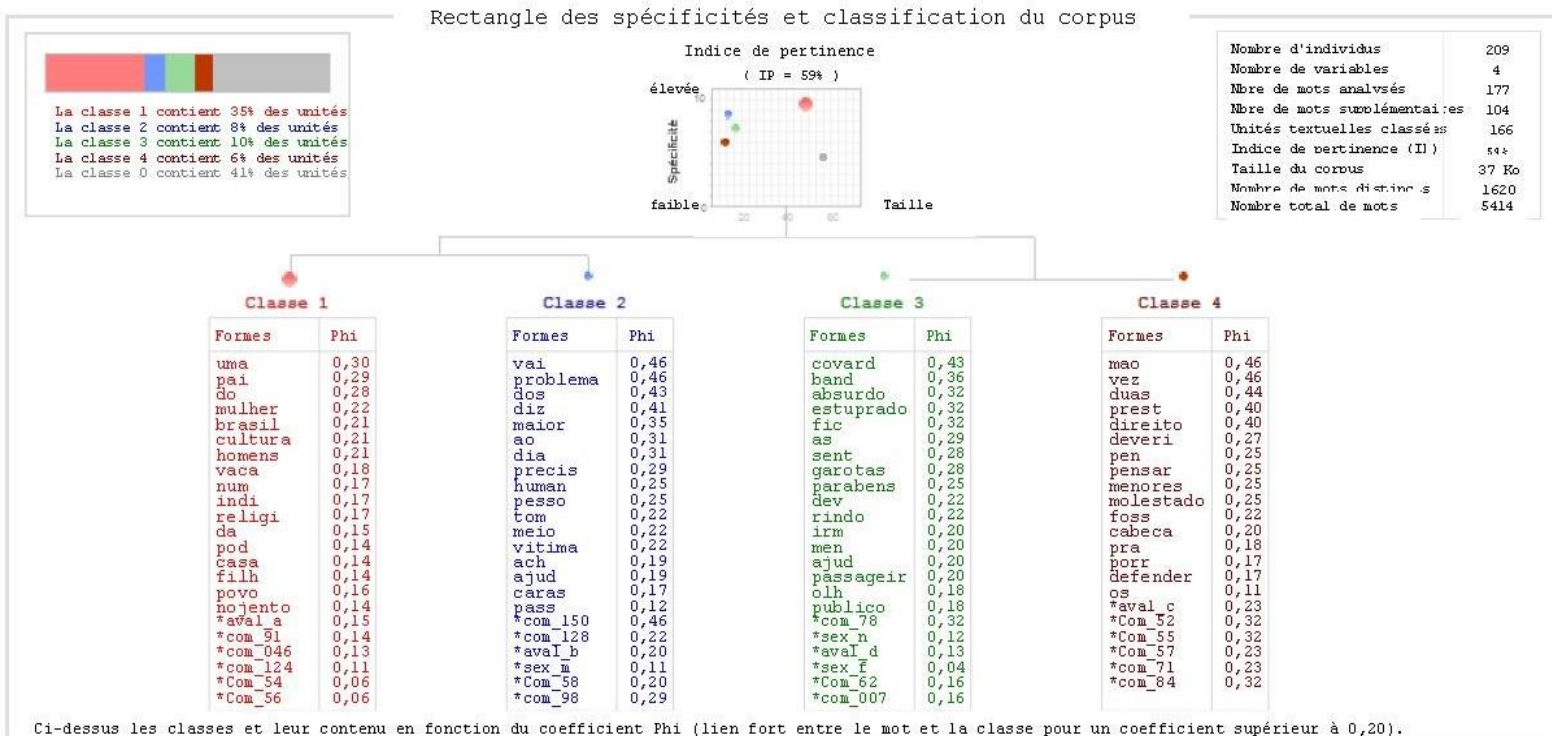 Rectangle des spécificités et classification du corpus
La classe 1 contient 35% des unités
La classe 2 contient 8% des unités
La classe 3 contient 10% des unités
La classe 4 contient 6% des unités
La classe 0 contient 41% des unités
Indice de pertinence
( IP = 59% )
élevée
10
Spécificité
faible
0
20
40
60
Taille
Nombre d'individus 209
Nombre de variables 4
Nbre de mots analysés 177
Nbre de mots supplémentaires 104
Unités textuelles classées 166
Indice de pertinence
Taille du corpus 37 Ko
Nombre de mots distincts 1620
Nombre total de mots 5414
Classe 1
Formes Phi
uma 0,30
pai 0,29
do 0,28
mulher 0,22
brasil 0,21
cultura 0,21
homens 0,21
vaca 0,18
num 0,17
indi 0,17
religi 0,17
da 0,15
pod 0,14
casa 0,14
filh 0,14
povo 0,16
nojento 0,14
*aval_a 0,15
*com_91 0,14
*com_046 0,13
*com_124 0,11
*Com_54 0,06
*Com_56 0,06
Classe 2
Formes Phi
vai 0,46
problema 0,46
dos 0,43
diz 0,41
maior 0,35
ao 0,31
dia 0,31
precis 0,29
human 0,25
pesso 0,25
tom 0,22
meio 0,22
vitima 0,22
ach 0,19
ajud 0,19
caras 0,17
pass 0,12
*com_150 0,46
*com_128 0,22
*aval_b 0,20
*sex_m 0,11
*Com_58 0,20
*com_98 0,29
Classe 3
Formes Phi
covard 0,43
band 0,36
absurdo 0,32
estuprado 0,32
fic 0,32
as 0,29
sent 0,28
garotas 0,28
parabens 0,25
dev 0,22
rindo 0,22
irm 0,20
men 0,20
ajud 0,20
passageir 0,20
olh 0,18
publico 0,18
*com_78 0,32
*sex_n 0,12
*aval_d 0,13
*sex_f 0,04
*Com_62 0,16
*com_007 0,16
Classe 4
Formes Phi
mao 0,46
vez 0,46
duas 0,44
prest 0,40
direito 0,40
deveri 0,27
pen 0,25
pensar 0,25
menores 0,25
molestado 0,25
foss 0,22
cabeca 0,20
pra 0,18
porr 0,17
defender 0,17
os 0,11
*aval_c 0,23
*Com_52 0,32
*Com_55 0,32
*Com_57 0,23
*com_71 0,23
*com_84 0,32
Ci-dessus les classes et leur contenu en fonction du coefficient Phi (lien fort entre le mot et la classe pour un coefficient supérieur à 0,20).